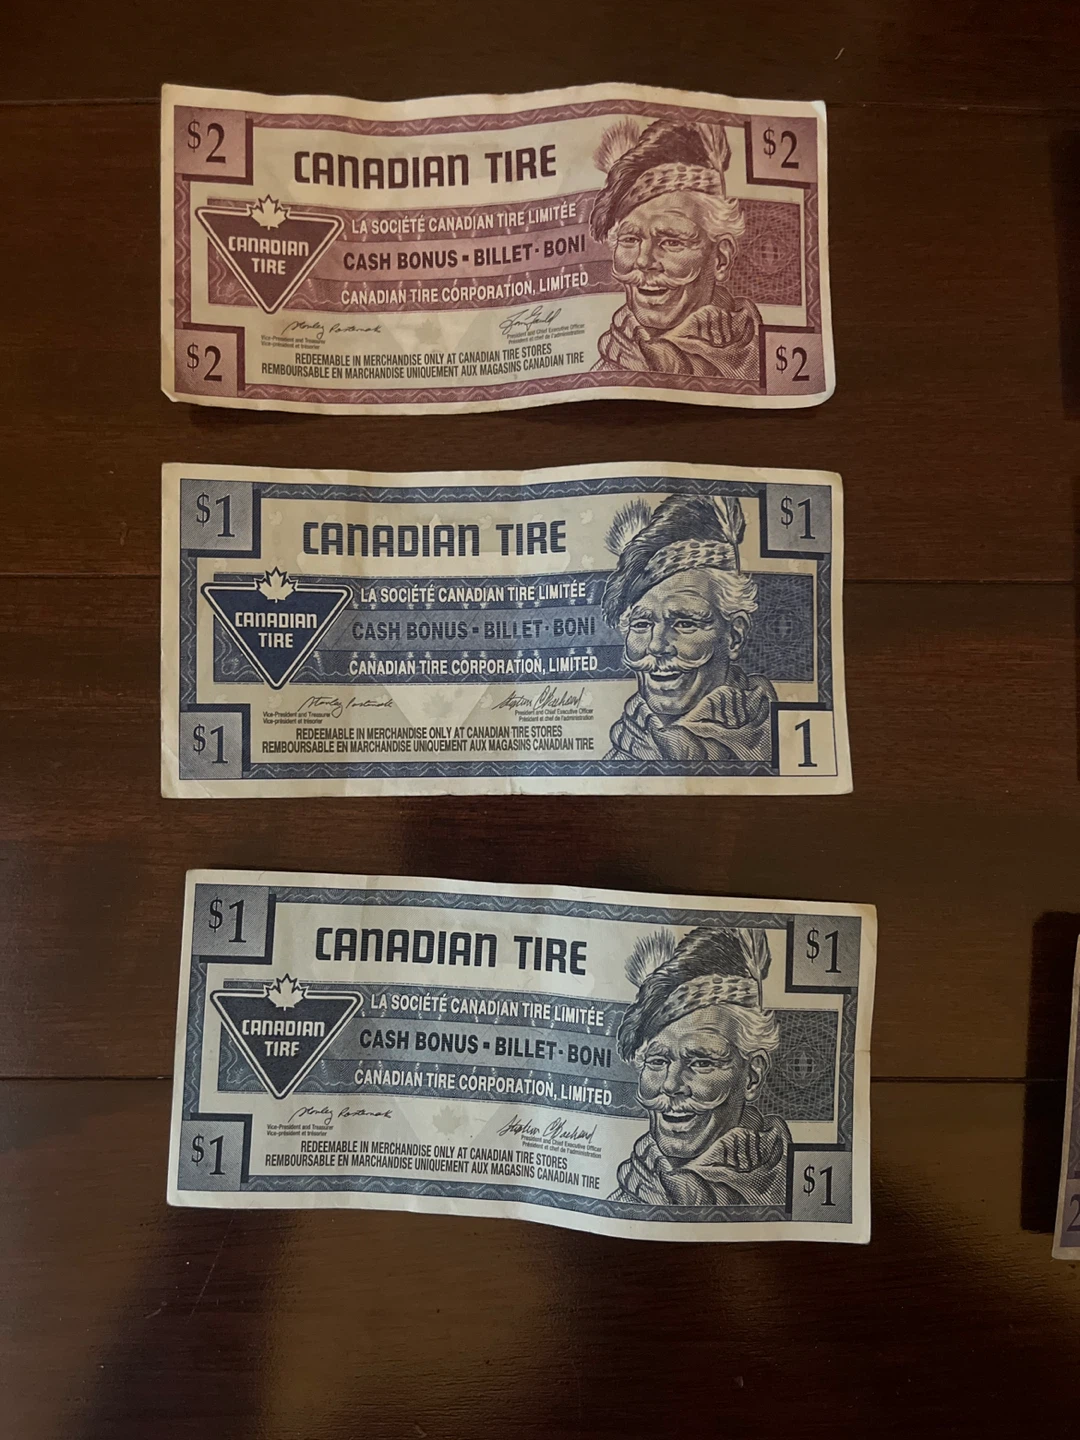 $2 $2
CANADIAN TIRE
LA SOCIÉTÉ CANADIAN TIRE LIMITÉE
CANADIAN
TIRE
CASH BONUS - BILLET - BONI
CANADIAN TIRE CORPORATION, LIMITED
Vice-President and Treasurer
Vice-président et trésorier
President and Chief Executive Officer
Président et chef de l'administration
$2 $2
REDEEMABLE IN MERCHANDISE ONLY AT CANADIAN TIRE STORES
REMBOURSABLE EN MARCHANDISE UNIQUEMENT AUX MAGASINS CANADIAN TIRE
$1 $1
CANADIAN TIRE
LA SOCIÉTÉ CANADIAN TIRE LIMITÉE
CANADIAN
TIRE
CASH BONUS - BILLET - BONI
CANADIAN TIRE CORPORATION, LIMITED
Vice-President and Treasurer
Vice-président et trésorier
President and Chief Executive Officer
Président et chef de l'administration
$1 1
REDEEMABLE IN MERCHANDISE ONLY AT CANADIAN TIRE STORES
REMBOURSABLE EN MARCHANDISE UNIQUEMENT AUX MAGASINS CANADIAN TIRE
$1 $1
CANADIAN TIRE
LA SOCIÉTÉ CANADIAN TIRE LIMITÉE
CANADIAN
TIRE
CASH BONUS - BILLET - BONI
CANADIAN TIRE CORPORATION, LIMITED
Vice-President and Treasurer
Vice-président et trésorier
President and Chief Executive Officer
Président et chef de l'administration
$1 $1
REDEEMABLE IN MERCHANDISE ONLY AT CANADIAN TIRE STORES
REMBOURSABLE EN MARCHANDISE UNIQUEMENT AUX MAGASINS CANADIAN TIRE
2